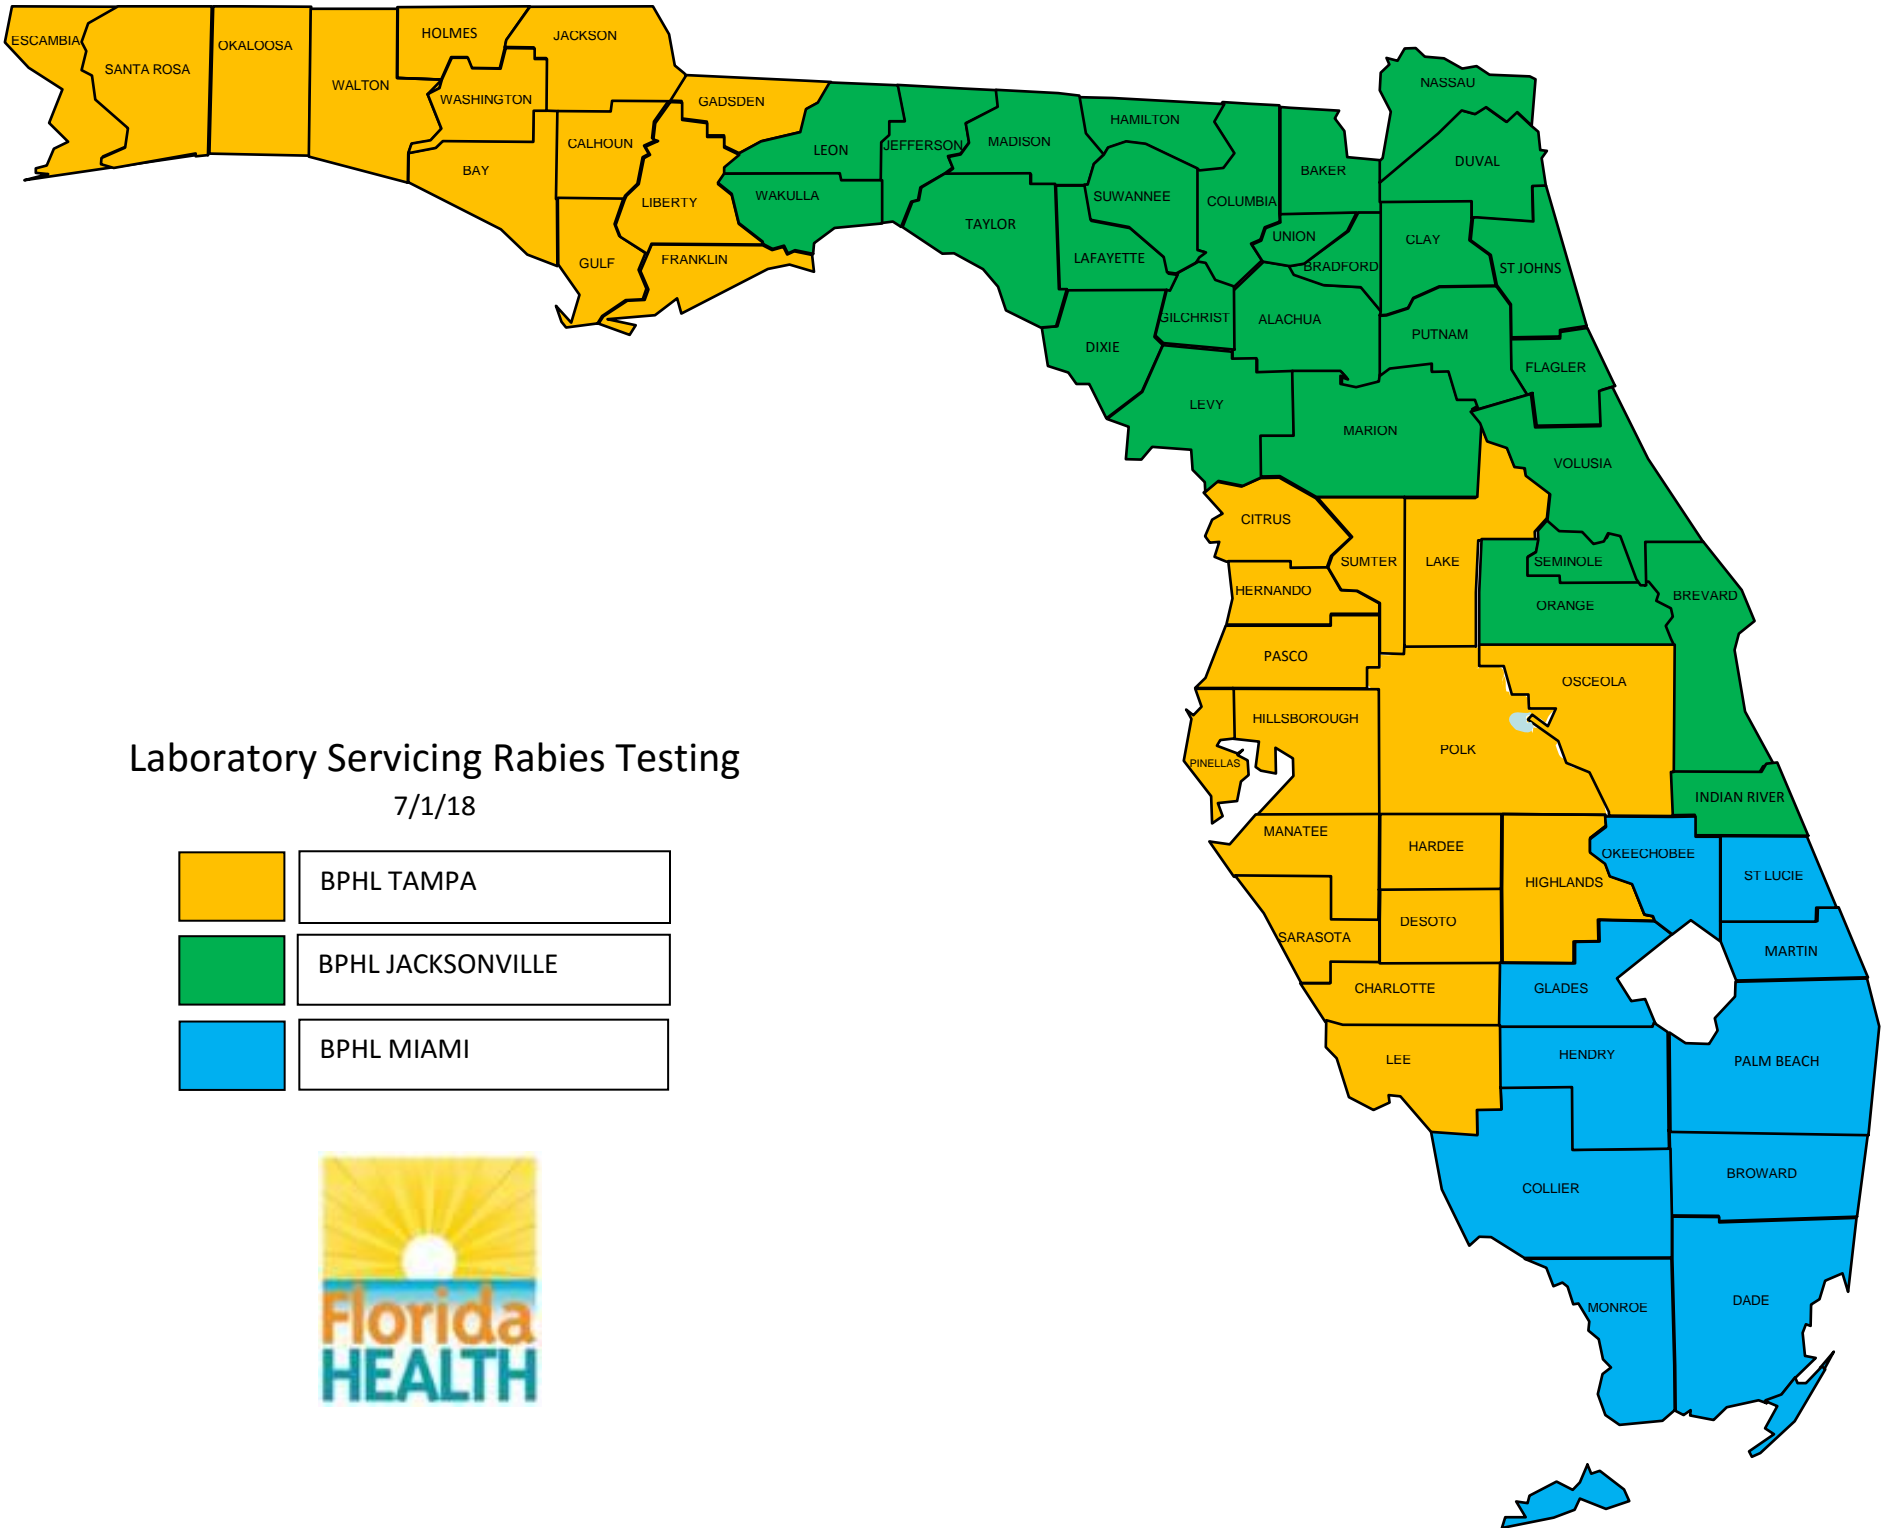 ESCAMBIA
SANTA ROSA
OKALOOSA
WALTON
HOLMES
JACKSON
WASHINGTON
GADSDEN
CALHOUN
BAY
LIBERTY
GULF
FRANKLIN
LEON
JEFFERSON
MADISON
HAMILTON
WAKULLA
TAYLOR
SUWANNEE
LAFAYETTE
COLUMBIA
BAKER
NASSAU
DUVAL
UNION
BRADFORD
CLAY
ST JOHNS
DIXIE
GILCHRIST
ALACHUA
PUTNAM
FLAGLER
LEVY
MARION
VOLUSIA
CITRUS
SUMTER
LAKE
SEMINOLE
HERNANDO
ORANGE
BREVARD
PASCO
OSCEOLA
HILLSBOROUGH
POLK
PINELLAS
INDIAN RIVER
MANATEE
HARDEE
OKEECHOBEE
HIGHLANDS
ST LUCIE
SARASOTA
DESOTO
MARTIN
CHARLOTTE
GLADES
LEE
HENDRY
PALM BEACH
COLLIER
BROWARD
MONROE
DADE
Laboratory Servicing Rabies Testing
7/1/18
BPHL TAMPA
BPHL JACKSONVILLE
BPHL MIAMI
Florida
HEALTH